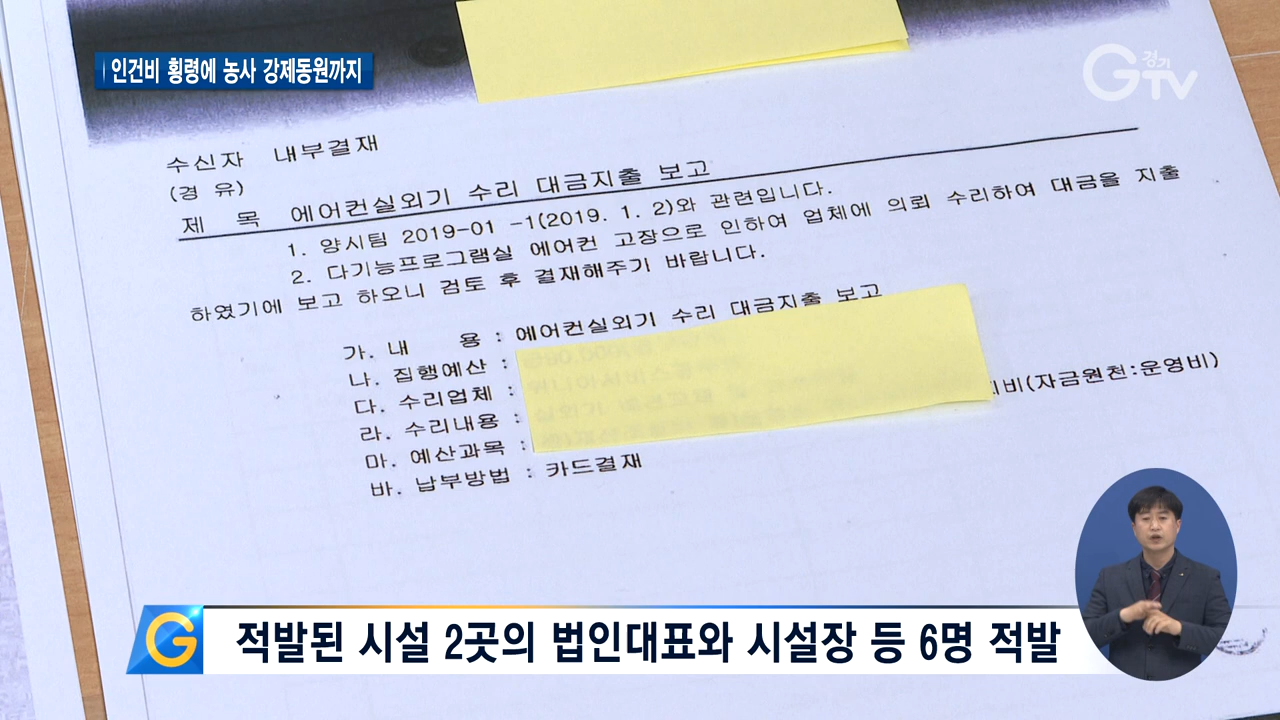 인건비 횡령에 농사 강제동원까지
경기
GTV
수신자 내부결재
(경 유)
제 목 에어컨실외기 수리 대금지출 보고
1. 양시팀 2019-01 -1(2019. 1. 2)와 관련입니다.
2. 다기능프로그램실 에어컨 고장으로 인하여 업체에 의뢰 수리하여 대금을 지출
하였기에 보고 하오니 검토 후 결재해주기 바랍니다.
가. 내 용 : 에어컨실외기 수리 대금지출 보고
나. 집행예산 :
다. 수리업체 :
라. 수리내용 :
마. 예산과목 : 비(자금원천:운영비)
바. 납부방법 : 카드결재
G 적발된 시설 2곳의 법인대표와 시설장 등 6명 적발